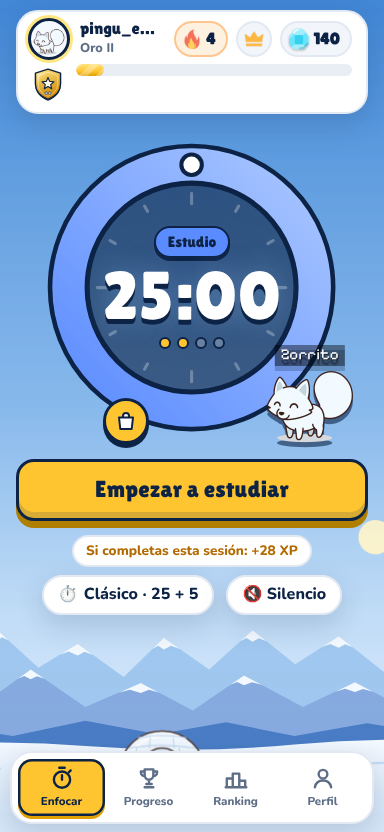 pingu_e...
Oro II
4
140
Estudio
25:00
Zorrito
Empezar a estudiar
Si completas esta sesión: +28 XP
Clásico · 25 + 5
Silencio
Enfocar
Progreso
Ranking
Perfil